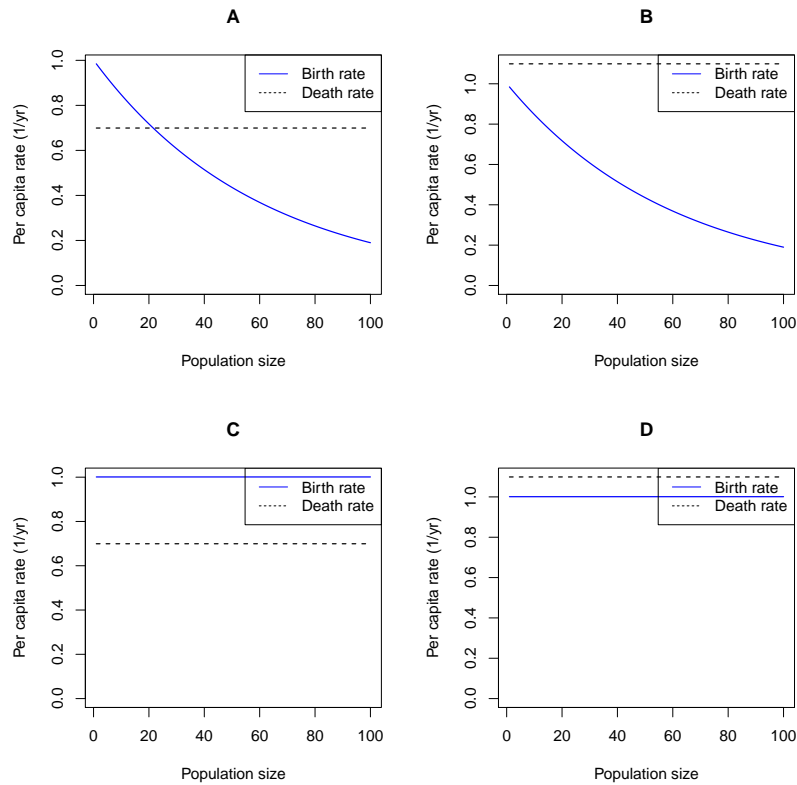 A
Per capita rate (1/yr)
1.0
0.8
0.6
0.4
0.2
0.0
Birth rate
Death rate
0 20 40 60 80 100
Population size
B
Per capita rate (1/yr)
1.0
0.8
0.6
0.4
0.2
0.0
Birth rate
Death rate
0 20 40 60 80 100
Population size
C
Per capita rate (1/yr)
1.0
0.8
0.6
0.4
0.2
0.0
Birth rate
Death rate
0 20 40 60 80 100
Population size
D
Per capita rate (1/yr)
1.0
0.8
0.6
0.4
0.2
0.0
Birth rate
Death rate
0 20 40 60 80 100
Population size